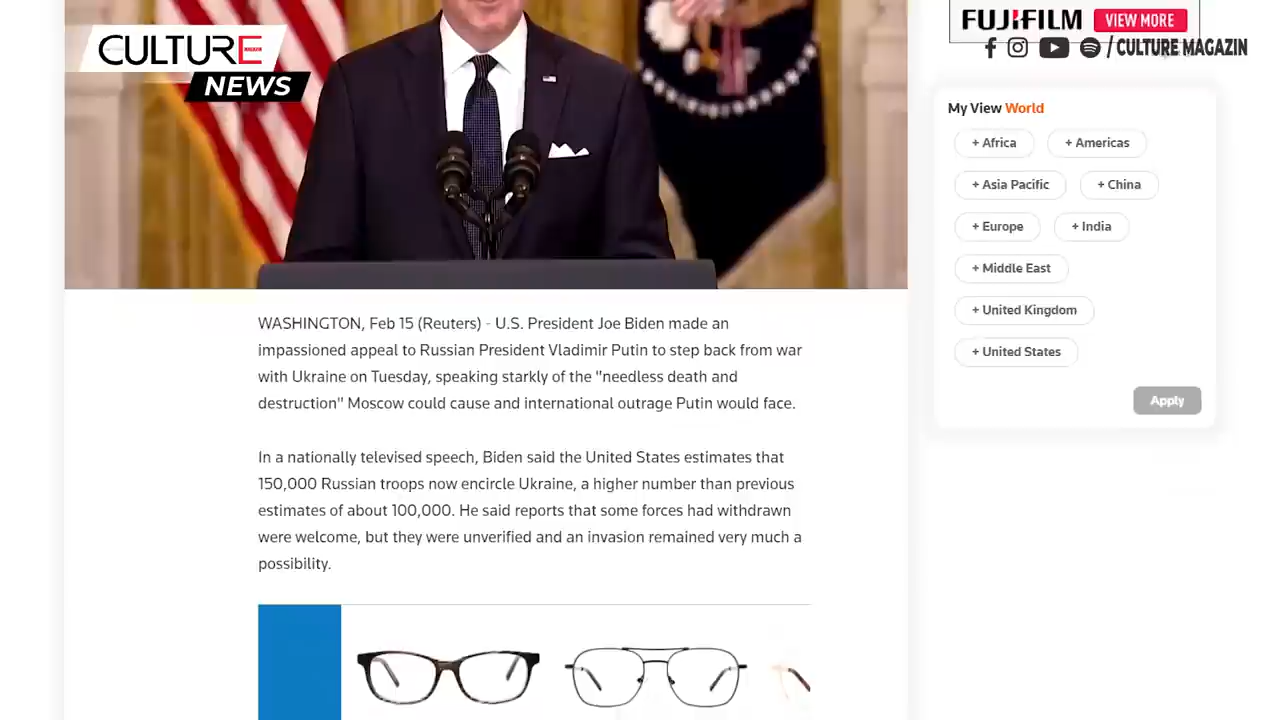 CULTURE
NEWS
FUJIFILM
VIEW MORE
/ CULTURE MAGAZIN
My View World
+ Africa
+ Americas
+ Asia Pacific
+ China
+ Europe
+ India
+ Middle East
+ United Kingdom
+ United States
Apply
WASHINGTON, Feb 15 (Reuters) - U.S. President Joe Biden made an
impassioned appeal to Russian President Vladimir Putin to step back from war
with Ukraine on Tuesday, speaking starkly of the "needless death and
destruction" Moscow could cause and international outrage Putin would face.
In a nationally televised speech, Biden said the United States estimates that
150,000 Russian troops now encircle Ukraine, a higher number than previous
estimates of about 100,000. He said reports that some forces had withdrawn
were welcome, but they were unverified and an invasion remained very much a
possibility.